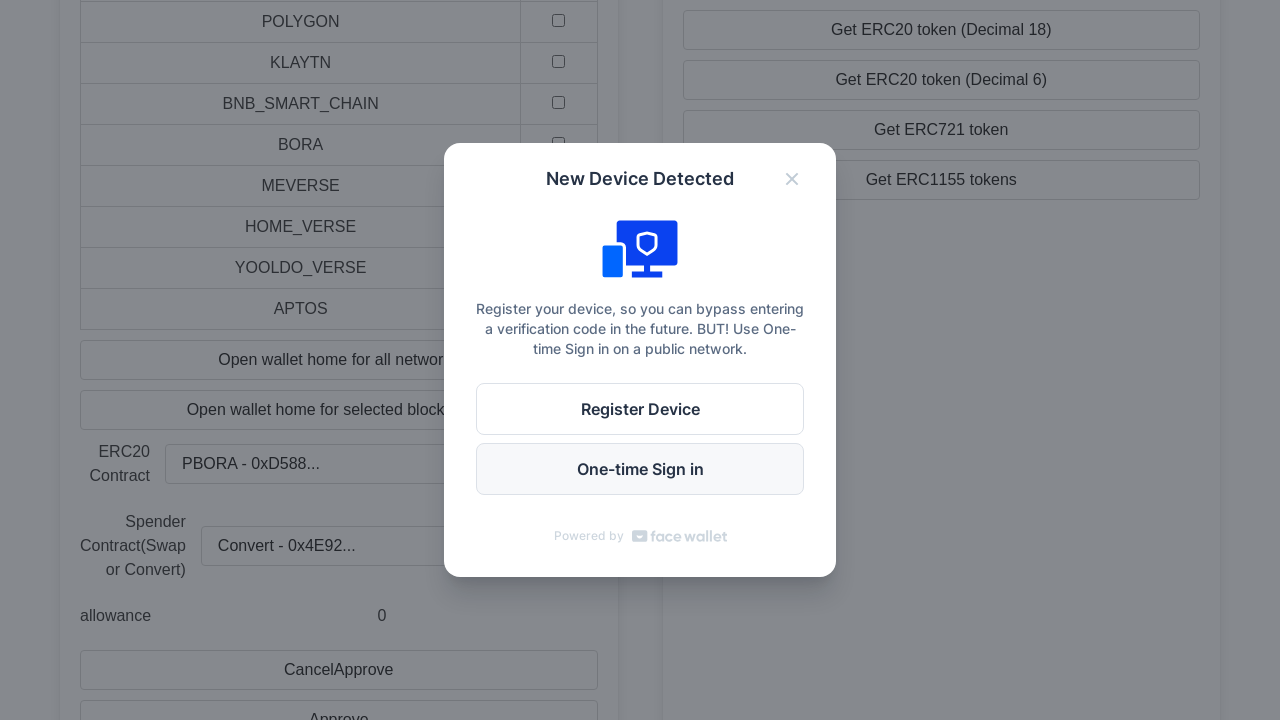 POLYGON
KLAYTN
BNB_SMART_CHAIN
BORA
MEVERSE
HOME_VERSE
YOOLDO_VERSE
APTOS
Open wallet home for all networ
Open wallet home for selected block
ERC20
Contract
PBORA - 0xD588...
Spender
Contract(Swap
or Convert)
Convert - 0x4E92...
allowance
0
CancelApprove
Approve
Get ERC20 token (Decimal 18)
Get ERC20 token (Decimal 6)
Get ERC721 token
Get ERC1155 tokens
New Device Detected
Register your device, so you can bypass entering
a verification code in the future. BUT! Use One-
time Sign in on a public network.
Register Device
One-time Sign in
Powered by face wallet